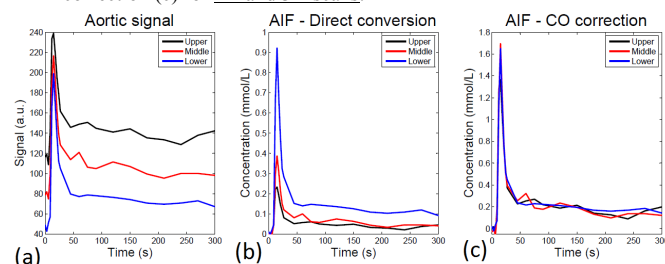 Aortic signal
240
220
200
180
160
140
120
100
80
60
40
0 50 100 150 200 250 300
Signal (a.u.)
Time (s)
Upper
Middle
Lower
(a)
AIF - Direct conversion
1
0.9
0.8
0.7
0.6
0.5
0.4
0.3
0.2
0.1
0
0 50 100 150 200 250 300
Concentration (mmol/L)
Time (s)
Upper
Middle
Lower
(b)
AIF - CO correction
1.8
1.6
1.4
1.2
1
0.8
0.6
0.4
0.2
0
0 50 100 150 200 250 300
Concentration (mmol/L)
Time (s)
Upper
Middle
Lower
(c)